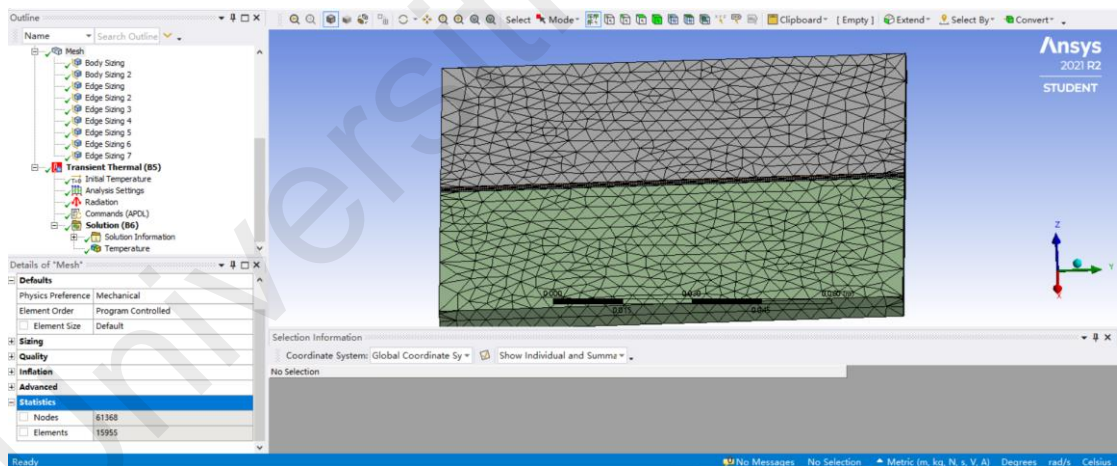 Outline
Name Search Outline
Select Mode Clipboard [ Empty ] Extend Select By Convert
Mesh
Body Sizing
Body Sizing 2
Edge Sizing
Edge Sizing 2
Edge Sizing 3
Edge Sizing 4
Edge Sizing 5
Edge Sizing 6
Edge Sizing 7
Transient Thermal (B5)
Initial Temperature
Analysis Settings
Radiation
Commands (APDL)
Solution (B6)
Solution Information
Temperature
Ansys
2021 R2
STUDENT
Z
Y
X
0.000 0.030
0.015 0.045
Details of "Mesh"
Defaults
Physics Preference Mechanical
Element Order Program Controlled
Element Size Default
Sizing
Quality
Inflation
Advanced
Statistics
Nodes 61368
Elements 15955
Selection Information
Coordinate System: Global Coordinate Sy Show Individual and Summa
No Selection
Ready No Messages No Selection Metric (m, kg, N, s, V, A) Degrees rad/s Celsius
Universit